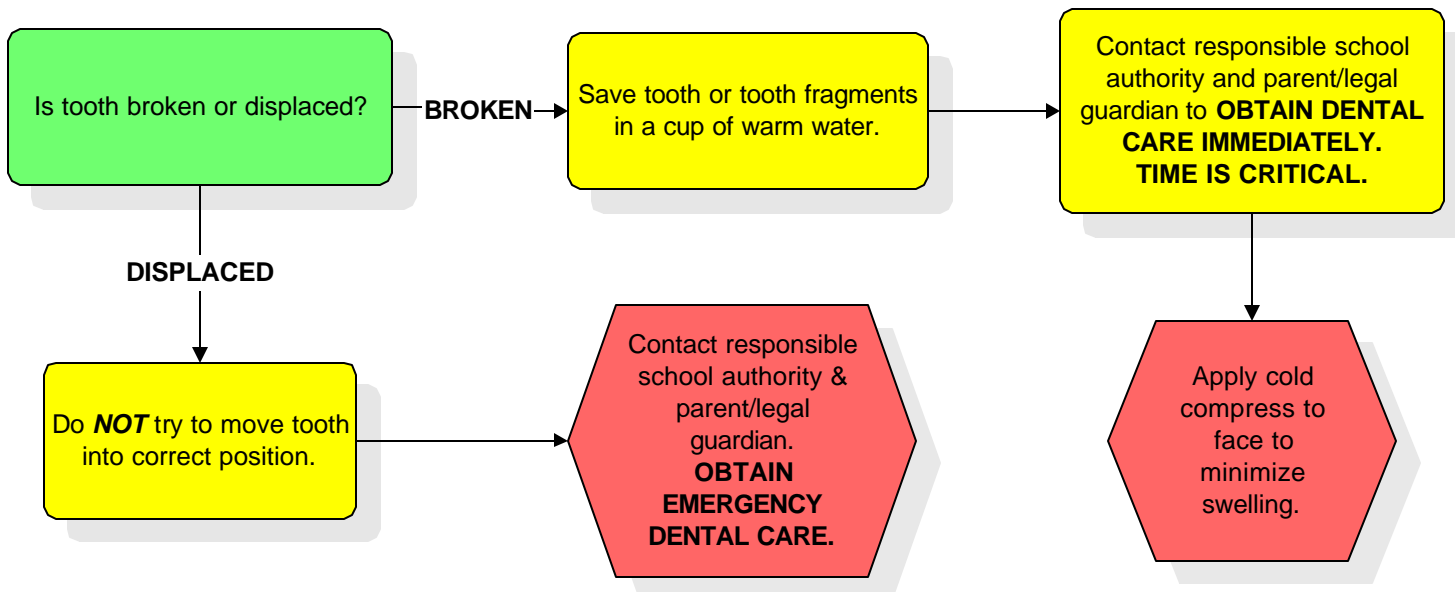 Is tooth broken or displaced?
BROKEN
Save tooth or tooth fragments
in a cup of warm water.
Contact responsible school
authority and parent/legal
guardian to OBTAIN DENTAL
CARE IMMEDIATELY.
TIME IS CRITICAL.
DISPLACED
Do NOT try to move tooth
into correct position.
Contact responsible
school authority &
parent/legal
guardian.
OBTAIN
EMERGENCY
DENTAL CARE.
Apply cold
compress to
face to
minimize
swelling.